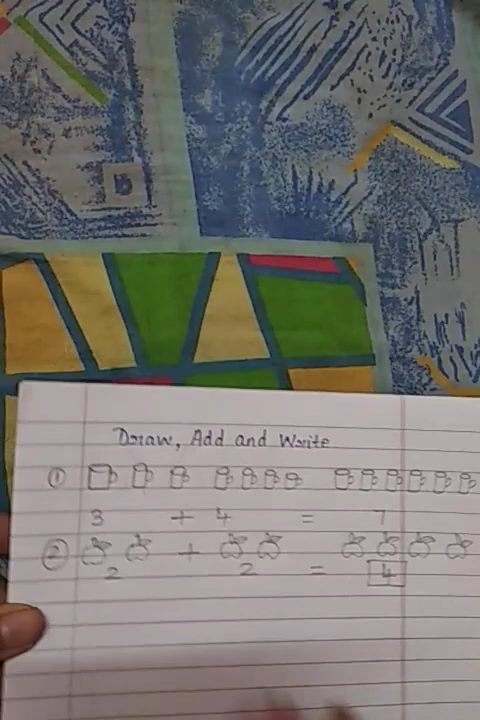 D
Draw, Add and Write
①
3 + 4 = 7
② +
2 2 = 4